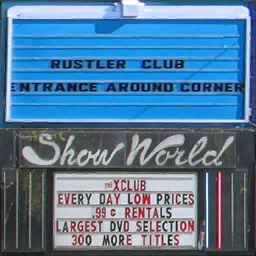 RUSTLER CLUB
ENTRANCE AROUND CORNER
Show World
THE XCLUB
EVERY DAY LOW PRICES
.99¢ RENTALS
LARGEST DVD SELECTION
300 MORE TITLES